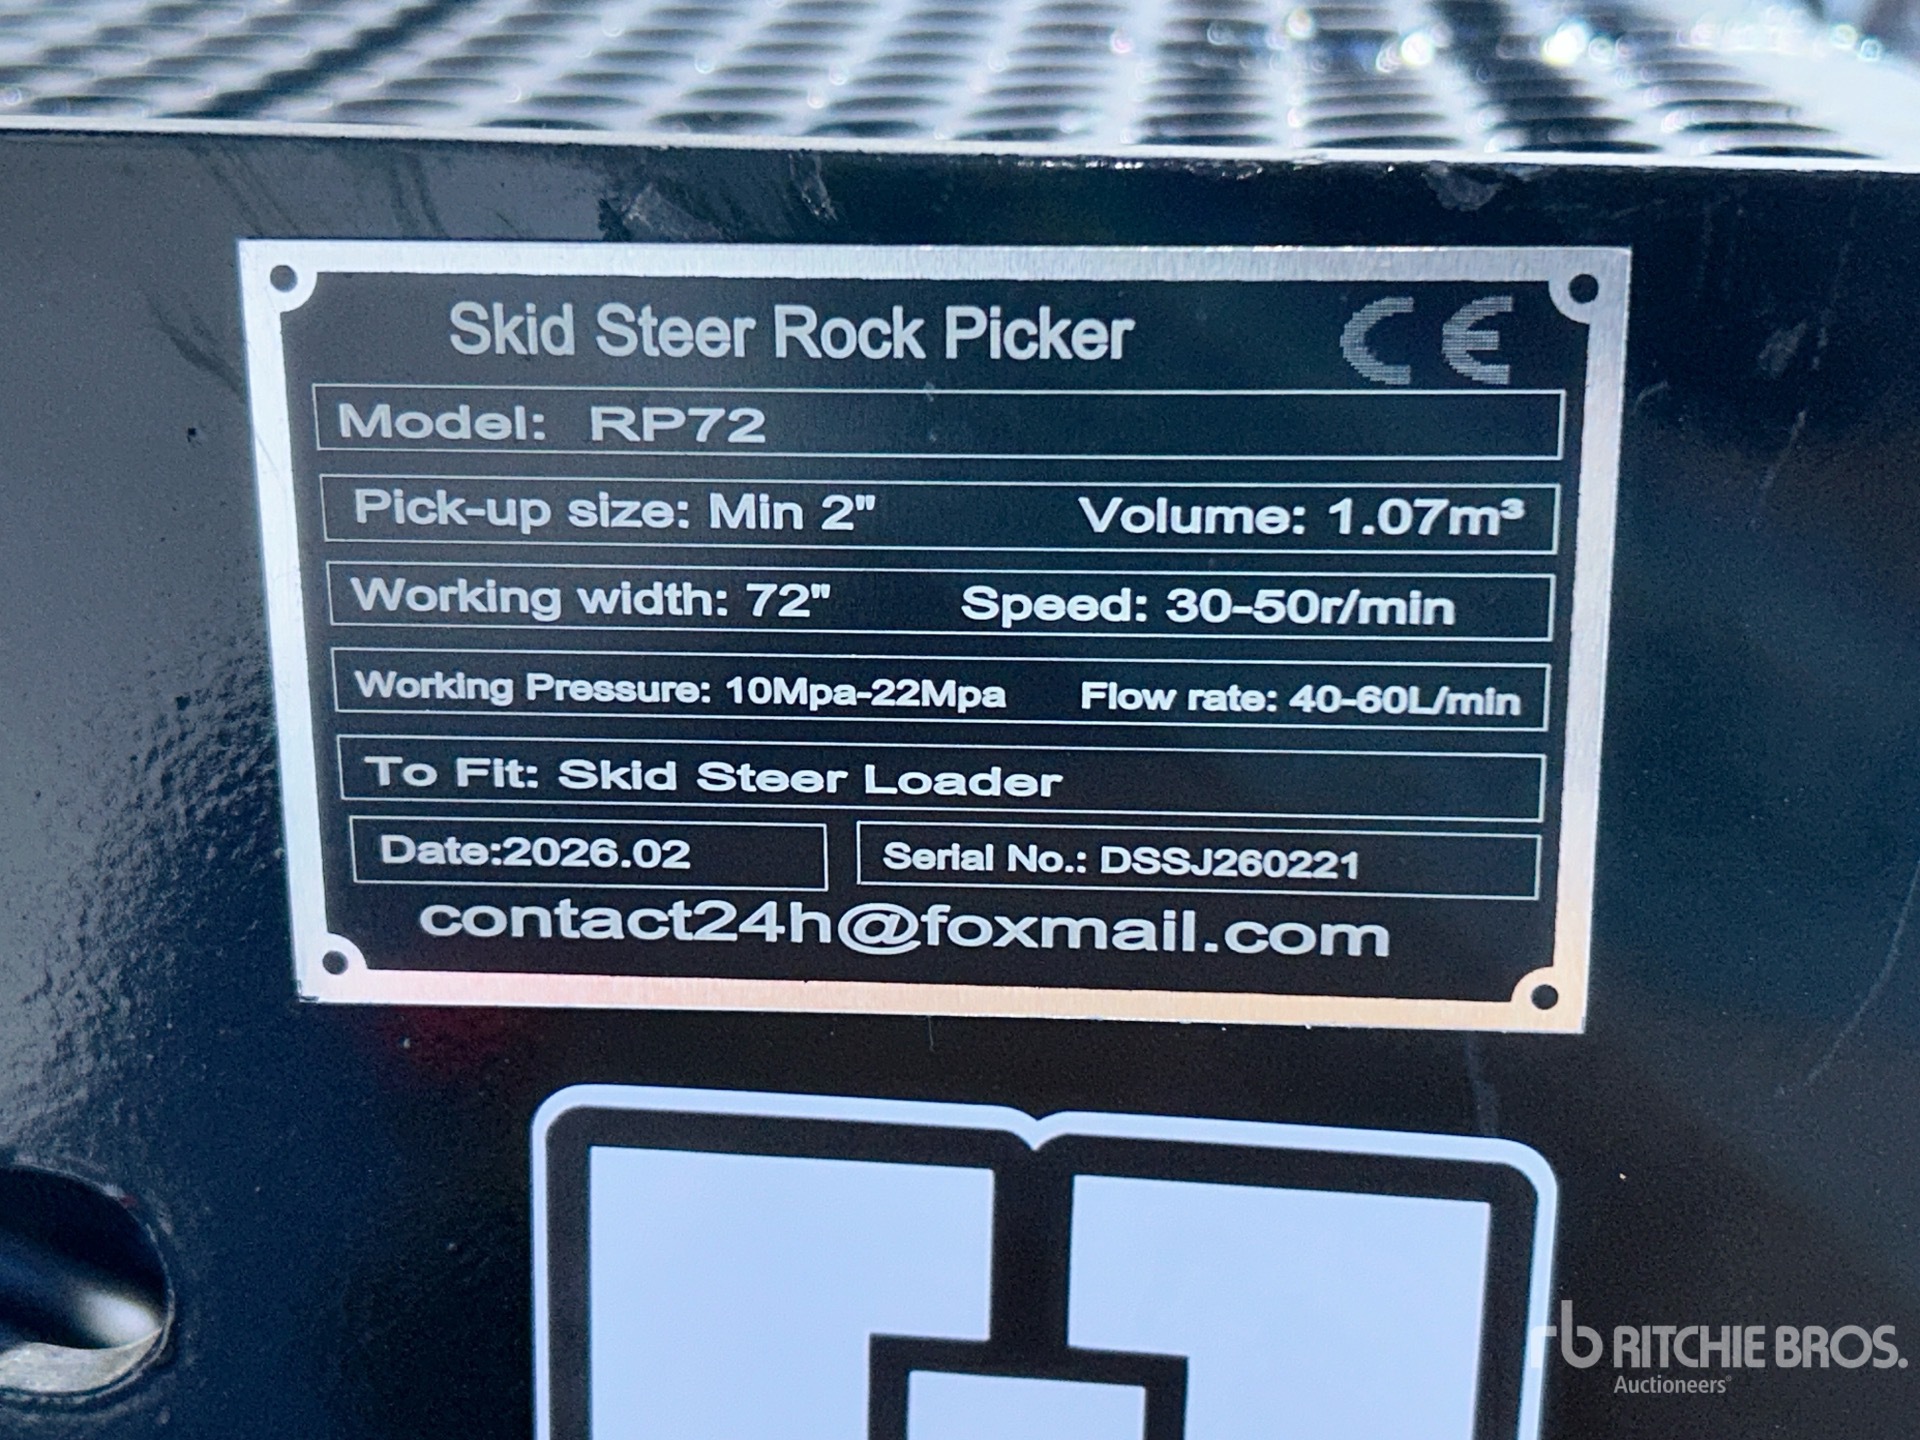 Skid Steer Rock Picker CE
Model: RP72
Pick-up size: Min 2" Volume: 1.07m³
Working width: 72" Speed: 30-50r/min
Working Pressure: 10Mpa-22Mpa Flow rate: 40-60L/min
To Fit: Skid Steer Loader
Date:2026.02 Serial No.: DSSJ260221
contact24h@foxmail.com
rb RITCHIE BROS.
Auctioneers®